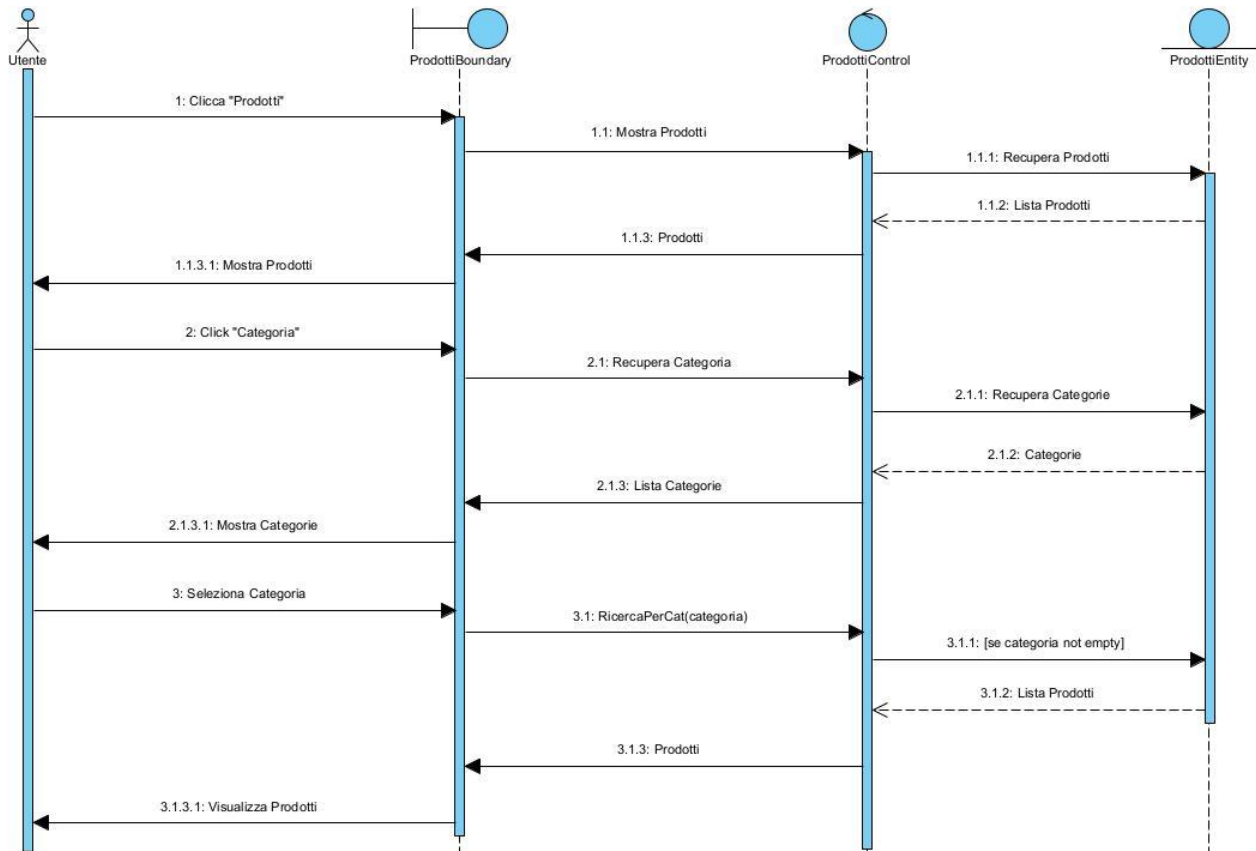 Utente
ProdottiBoundary
ProdottiControl
ProdottiEntity
1: Clicca "Prodotti"
1.1: Mostra Prodotti
1.1.1: Recupera Prodotti
1.1.2: Lista Prodotti
1.1.3: Prodotti
1.1.3.1: Mostra Prodotti
2: Click "Categoria"
2.1: Recupera Categoria
2.1.1: Recupera Categorie
2.1.2: Categorie
2.1.3: Lista Categorie
2.1.3.1: Mostra Categorie
3: Seleziona Categoria
3.1: RicercaPerCat(categoria)
3.1.1: [se categoria not empty]
3.1.2: Lista Prodotti
3.1.3: Prodotti
3.1.3.1: Visualizza Prodotti